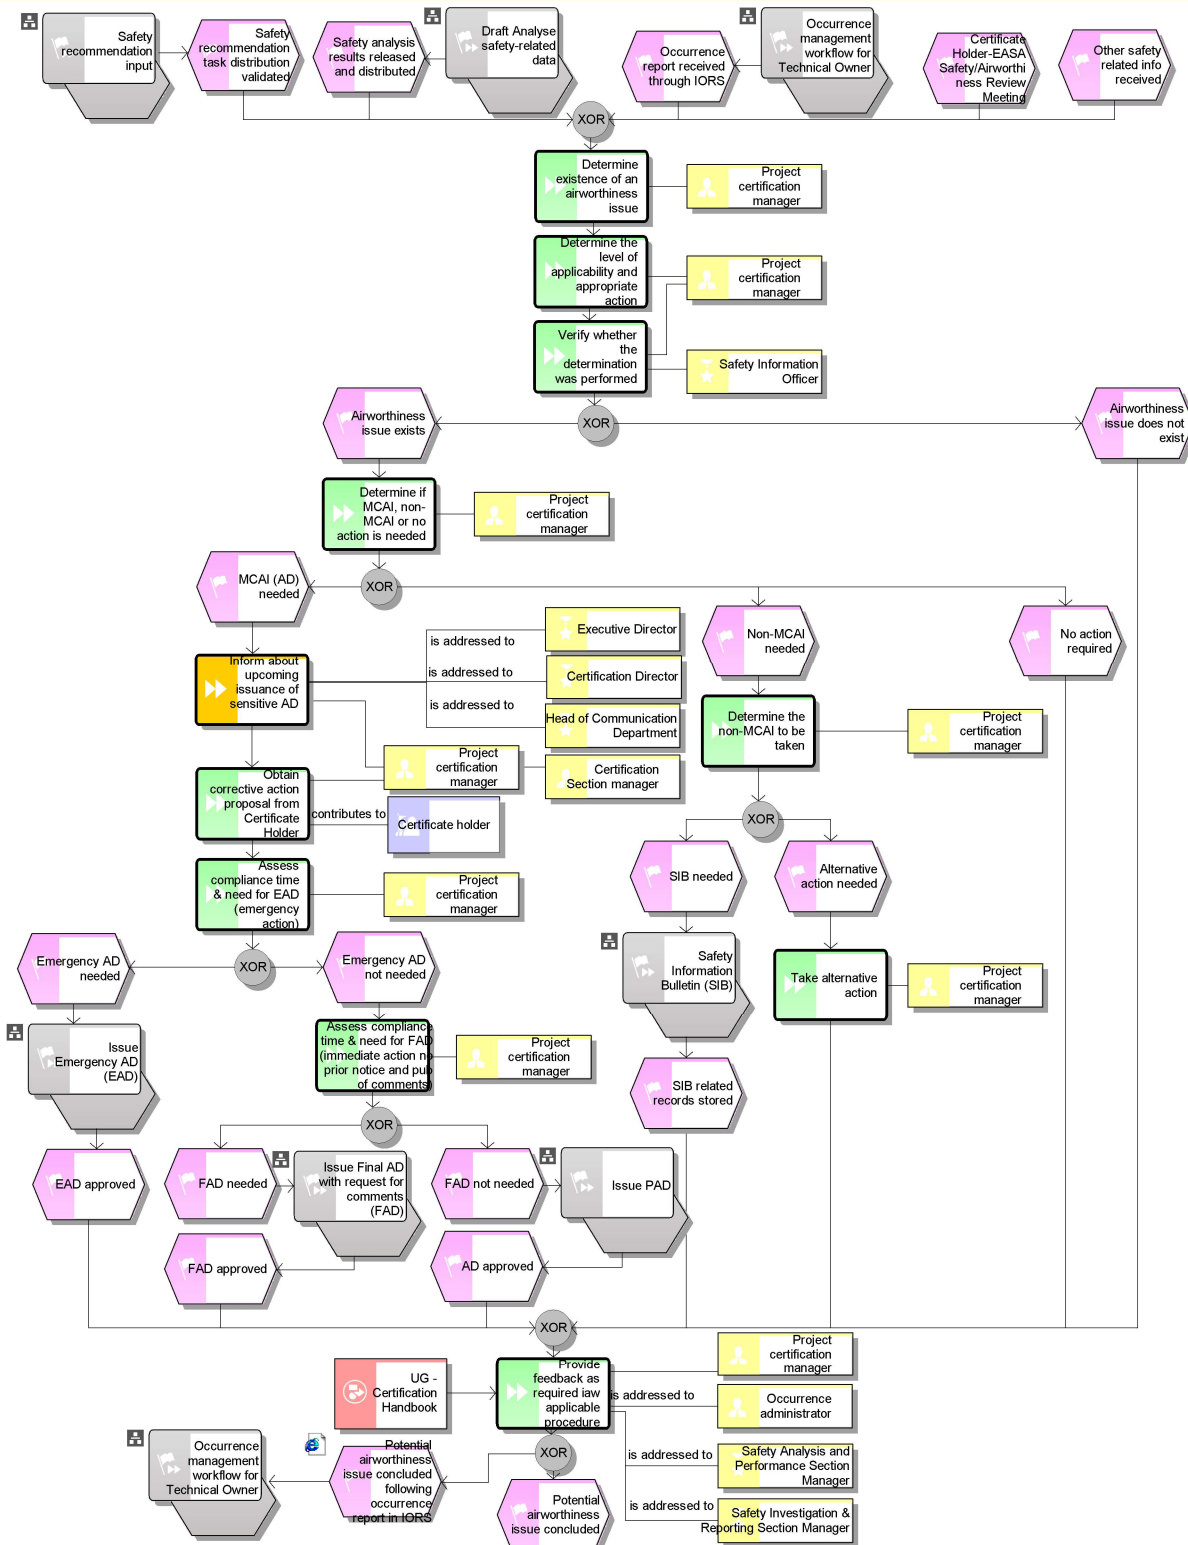 Safety
recommendation
input
Safety
recommendation
task distribution
validated
Safety analysis
results released
and distributed
Draft Analyse
safety-related
data
Occurrence
report received
through IORS
Occurrence
management
workflow for
Technical Owner
Certificate
Holder-EASA
Safety/Airworthi
ness Review
Meeting
Other safety
related info
received
XOR
Determine
existence of an
airworthiness
issue
Project
certification
manager
Determine the
level of
applicability and
appropriate
action
Project
certification
manager
Verify whether
the
determination
was performed
Safety Information
Officer
Airworthiness
issue exists
XOR
Airworthiness
issue does not
exist
Determine if
MCAI, non-
MCAI or no
action is needed
Project
certification
manager
MCAI (AD)
needed
XOR
Non-MCAI
needed
No action
required
Inform about
upcoming
issuance of
sensitive AD
is addressed to
Executive Director
is addressed to
Certification Director
is addressed to
Head of Communication
Department
Determine the
non-MCAI to be
taken
Project
certification
manager
Project
certification
manager
Certification
Section manager
Obtain
corrective action
proposal from
Certificate
Holder
contributes to
Certificate holder
XOR
Assess
compliance time
& need for EAD
(emergency
action)
Project
certification
manager
SIB needed
Alternative
action needed
Emergency AD
needed
XOR
Emergency AD
not needed
Safety
Information
Bulletin (SIB)
Take alternative
action
Project
certification
manager
Issue
Emergency AD
(EAD)
Assess compliance
time & need for FAD
(immediate action no
prior notice and pub
of comments)
Project
certification
manager
SIB related
records stored
XOR
EAD approved
FAD needed
Issue Final AD
with request for
comments
(FAD)
FAD not needed
Issue PAD
FAD approved
AD approved
XOR
UG -
Certification
Handbook
Provide
feedback as
required iaw
applicable
procedure
Project
certification
manager
is addressed to
Occurrence
administrator
is addressed to
Safety Analysis and
Performance Section
Manager
is addressed to
Safety Investigation &
Reporting Section Manager
Occurrence
management
workflow for
Technical Owner
Potential
airworthiness
issue concluded
following
occurrence
report in IORS
XOR
Potential
airworthiness
issue concluded